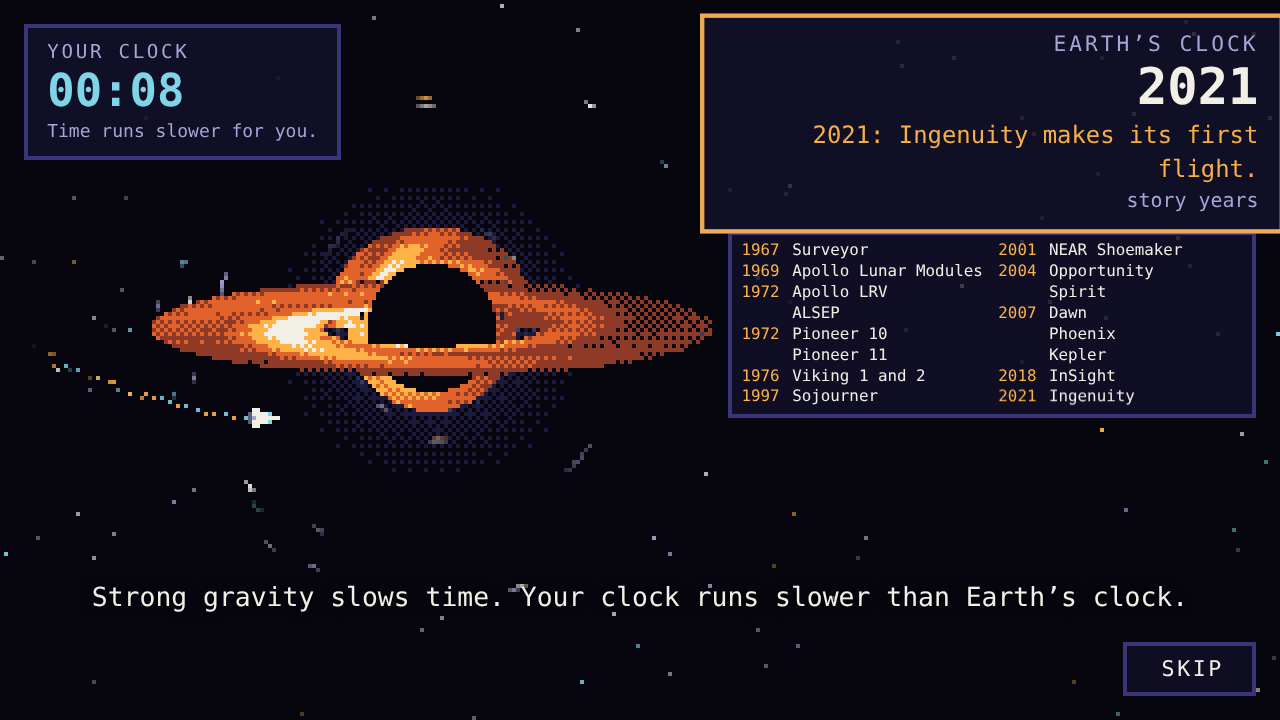 YOUR CLOCK
00:08
Time runs slower for you.
EARTH’S CLOCK
2021
2021: Ingenuity makes its first
flight.
story years
1967 Surveyor
1969 Apollo Lunar Modules
1972 Apollo LRV
ALSEP
1972 Pioneer 10
Pioneer 11
1976 Viking 1 and 2
1997 Sojourner
2001 NEAR Shoemaker
2004 Opportunity
Spirit
2007 Dawn
Phoenix
Kepler
2018 InSight
2021 Ingenuity
Strong gravity slows time. Your clock runs slower than Earth’s clock.
SKIP